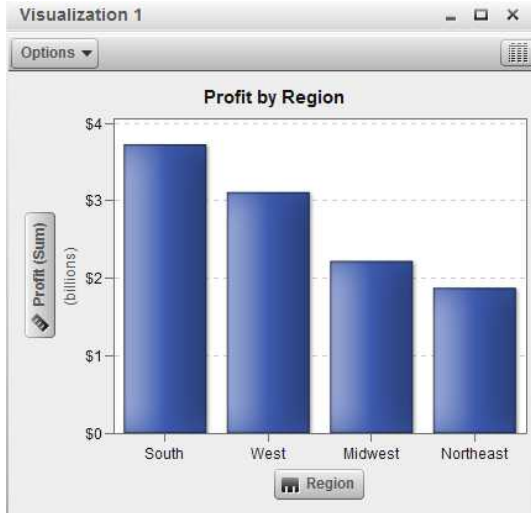 Visualization 1
Options
Profit by Region
$4
$3
$2
$1
$0
Profit (Sum)
(billions)
South West Midwest Northeast
Region